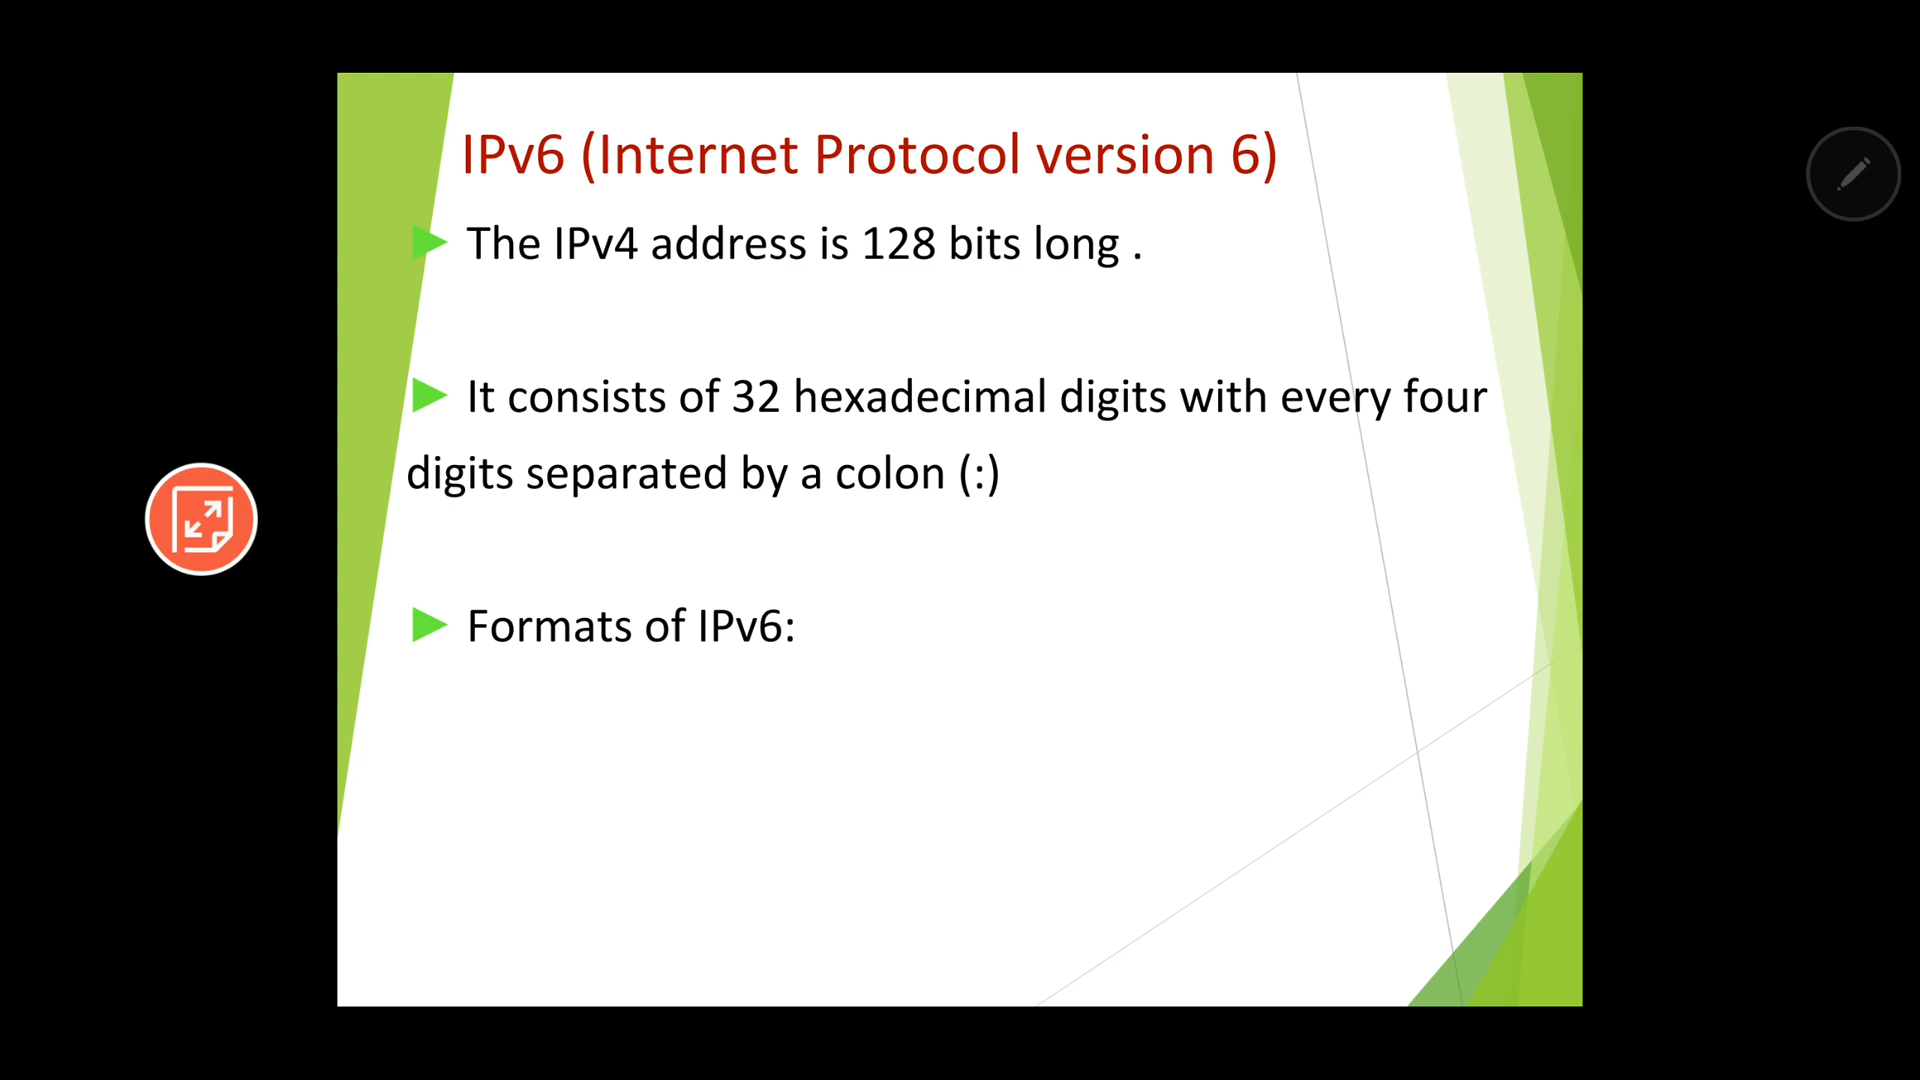 IPv6 (Internet Protocol version 6)
The IPv4 address is 128 bits long .
It consists of 32 hexadecimal digits with every four
digits separated by a colon (:)
Formats of IPv6: